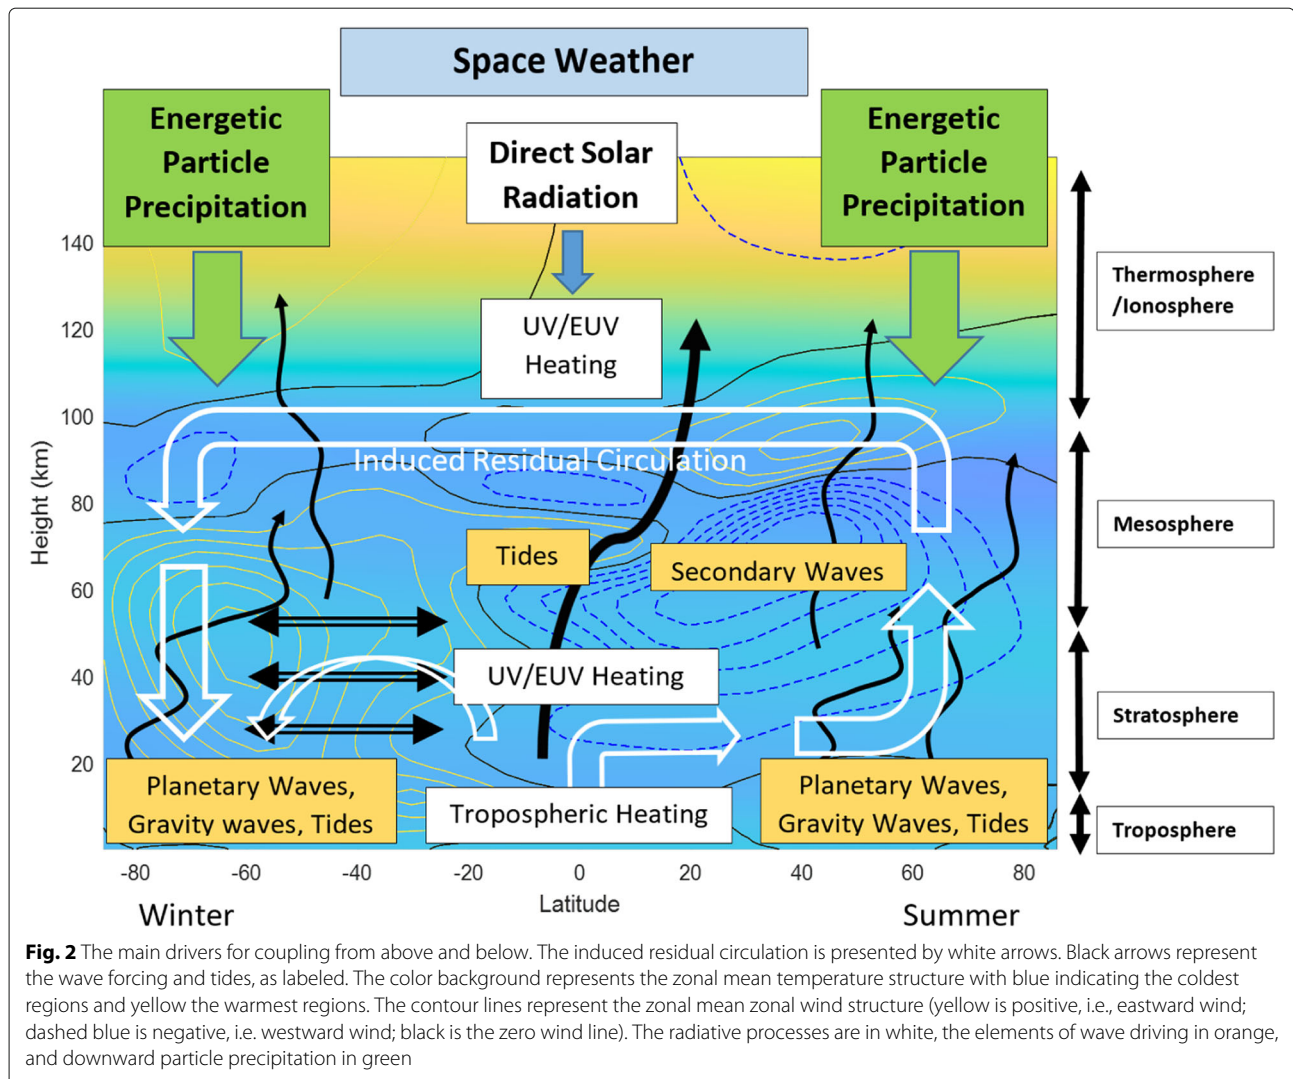 Space Weather
Energetic
Particle
Precipitation
Direct Solar
Radiation
Energetic
Particle
Precipitation
UV/EUV
Heating
Induced Residual Circulation
Tides
Secondary Waves
UV/EUV Heating
Tropospheric Heating
Planetary Waves,
Gravity waves, Tides
Planetary Waves,
Gravity Waves, Tides
Thermosphere
/Ionosphere
Mesosphere
Stratosphere
Troposphere
Height (km)
140
120
100
80
60
40
20
-80 -60 -40 -20 0 20 40 60 80
Latitude
Winter
Summer
Fig. 2 The main drivers for coupling from above and below. The induced residual circulation is presented by white arrows. Black arrows represent
the wave forcing and tides, as labeled. The color background represents the zonal mean temperature structure with blue indicating the coldest
regions and yellow the warmest regions. The contour lines represent the zonal mean zonal wind structure (yellow is positive, i.e., eastward wind;
dashed blue is negative, i.e. westward wind; black is the zero wind line). The radiative processes are in white, the elements of wave driving in orange,
and downward particle precipitation in green